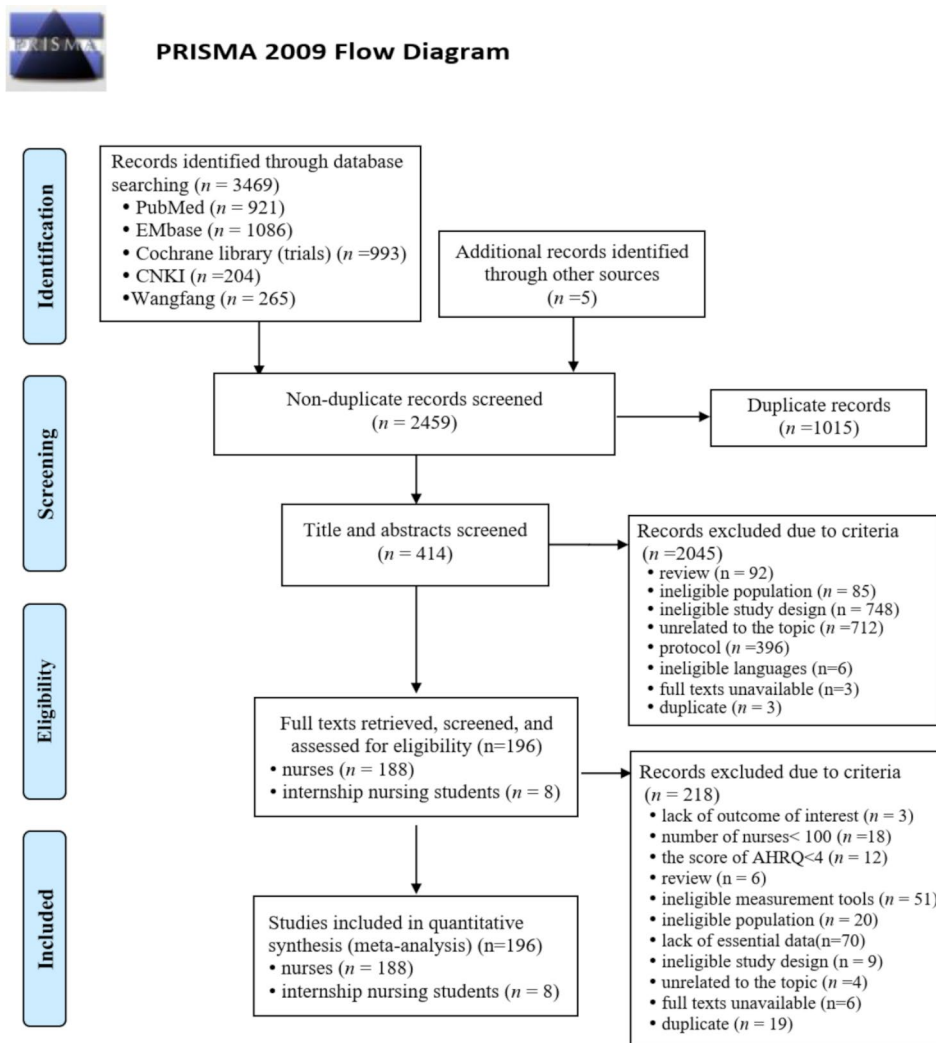 PRISMA
PRISMA 2009 Flow Diagram
Identification
Records identified through database
searching (n = 3469)
• PubMed (n = 921)
• EMbase (n = 1086)
• Cochrane library (trials) (n =993)
• CNKI (n =204)
•Wangfang (n = 265)
Additional records identified
through other sources
(n =5)
Screening
Non-duplicate records screened
(n = 2459)
Duplicate records
(n =1015)
Title and abstracts screened
(n = 414)
Records excluded due to criteria
(n =2045)
• review (n = 92)
• ineligible population (n = 85)
• ineligible study design (n = 748)
• unrelated to the topic (n =712)
• protocol (n =396)
• ineligible languages (n=6)
• full texts unavailable (n=3)
• duplicate (n = 3)
Eligibility
Full texts retrieved, screened, and
assessed for eligibility (n=196)
• nurses (n = 188)
• internship nursing students (n = 8)
Records excluded due to criteria
(n = 218)
• lack of outcome of interest (n = 3)
• number of nurses< 100 (n =18)
• the score of AHRQ<4 (n = 12)
• review (n = 6)
• ineligible measurement tools (n = 51)
• ineligible population (n = 20)
• lack of essential data(n=70)
• ineligible study design (n = 9)
• unrelated to the topic (n =4)
• full texts unavailable (n=6)
• duplicate (n = 19)
Included
Studies included in quantitative
synthesis (meta-analysis) (n=196)
• nurses (n = 188)
• internship nursing students (n = 8)